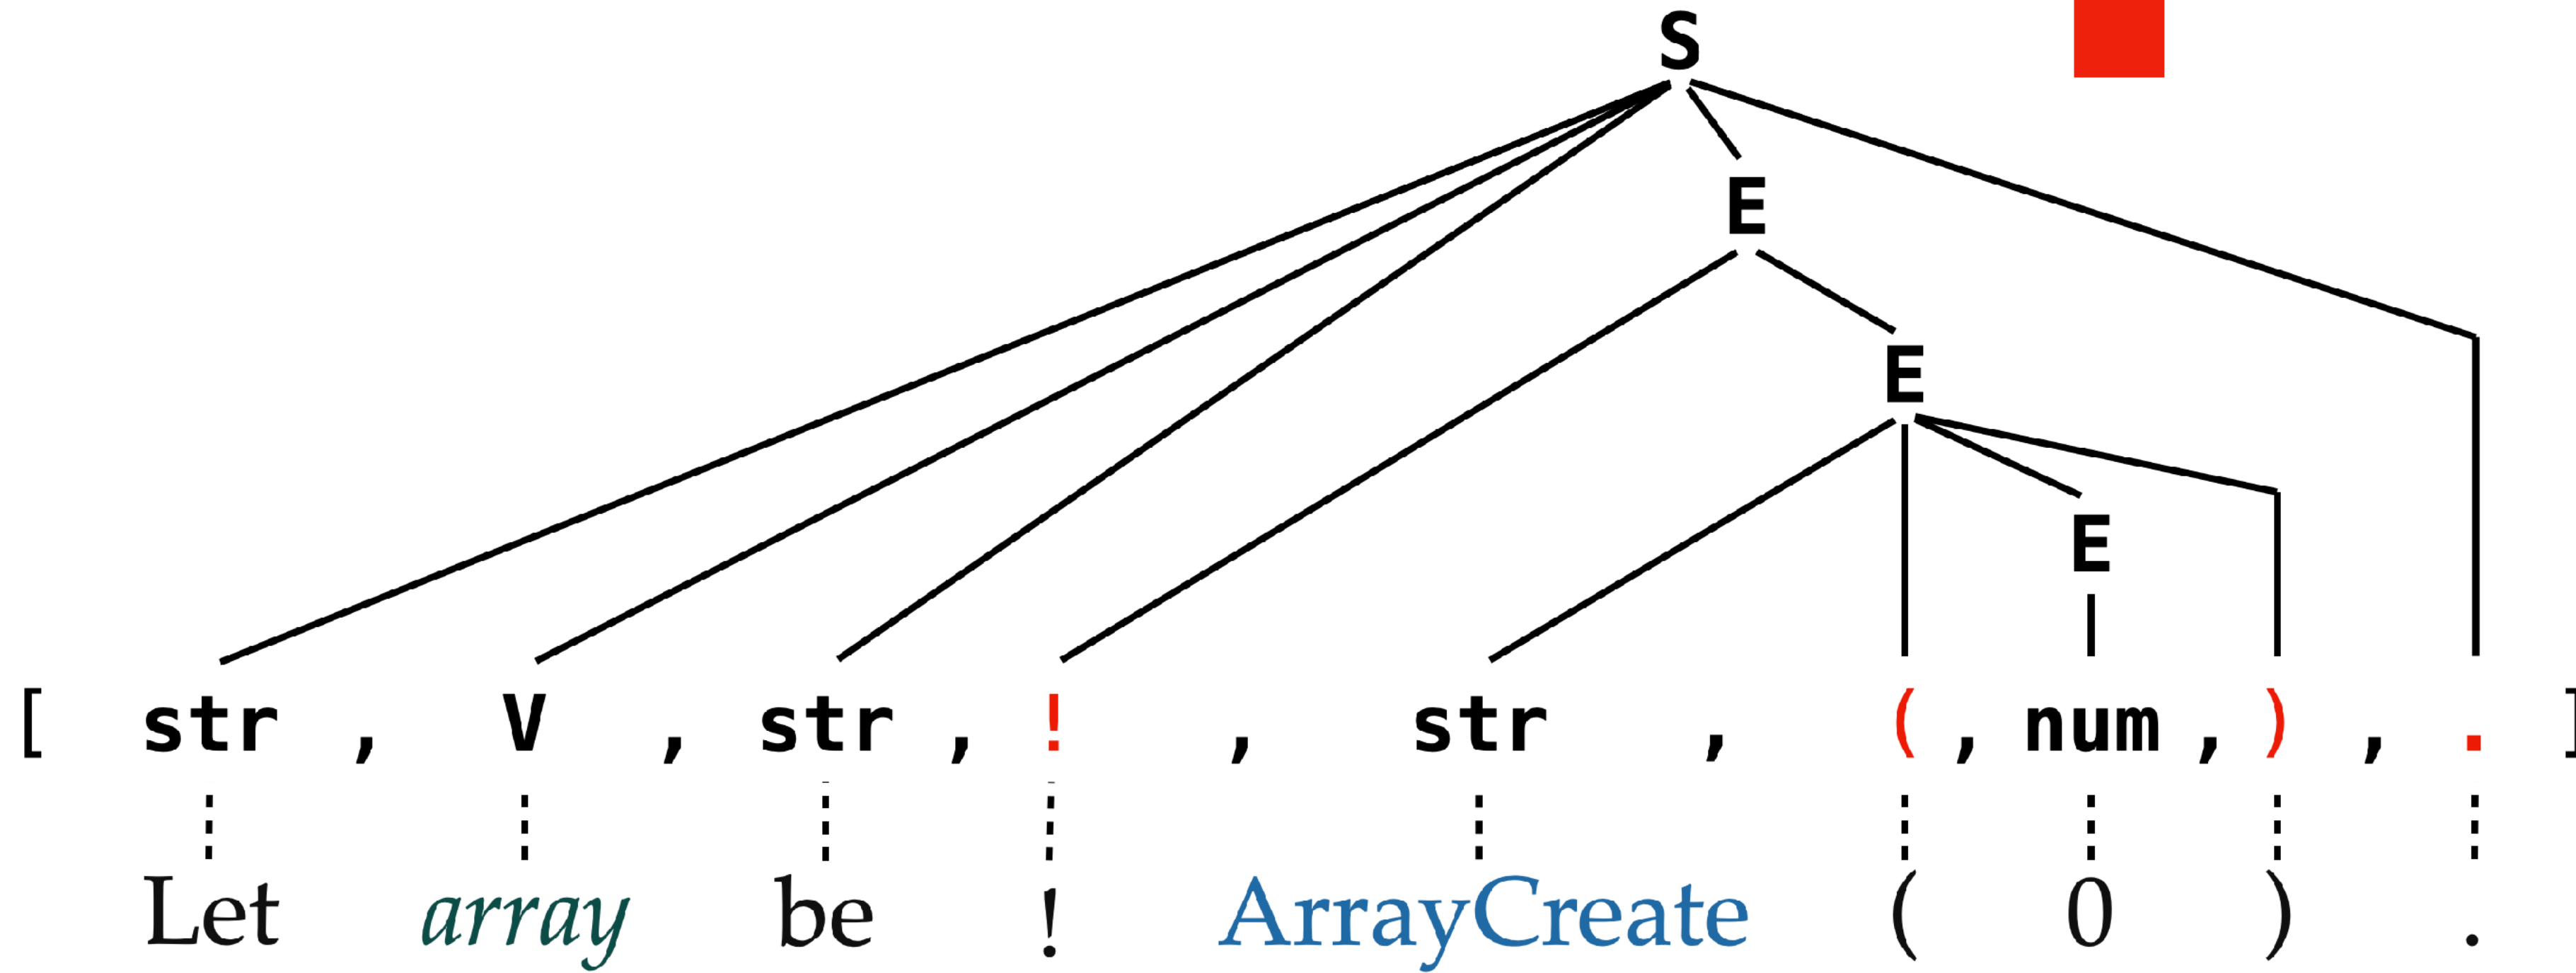 S
E
E
E
[ str , V , str , ! , str , ( , num , ) , . ]
Let array be ! ArrayCreate ( 0 ) .